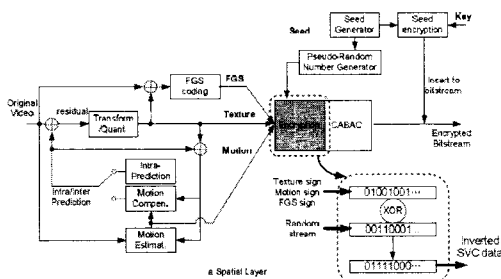 Seed
Seed
Generator
Seed
encryption
Key
Pseudo-Random
Number Generator
Insert to
bitstream
FGS
coding
FGS
Original
Video
residual
Transform
/Quant.
Texture
CABAC
Encrypted
Bitstream
Motion
Intra-
Prediction
Intra/Inter
Prediction
Motion
Compen.
Motion
Estimat.
Texture sign
Motion sign
FGS sign
01001001...
XOR
Random
stream
00110001...
Inverted
SVC data
01111000...
a Spatial Layer